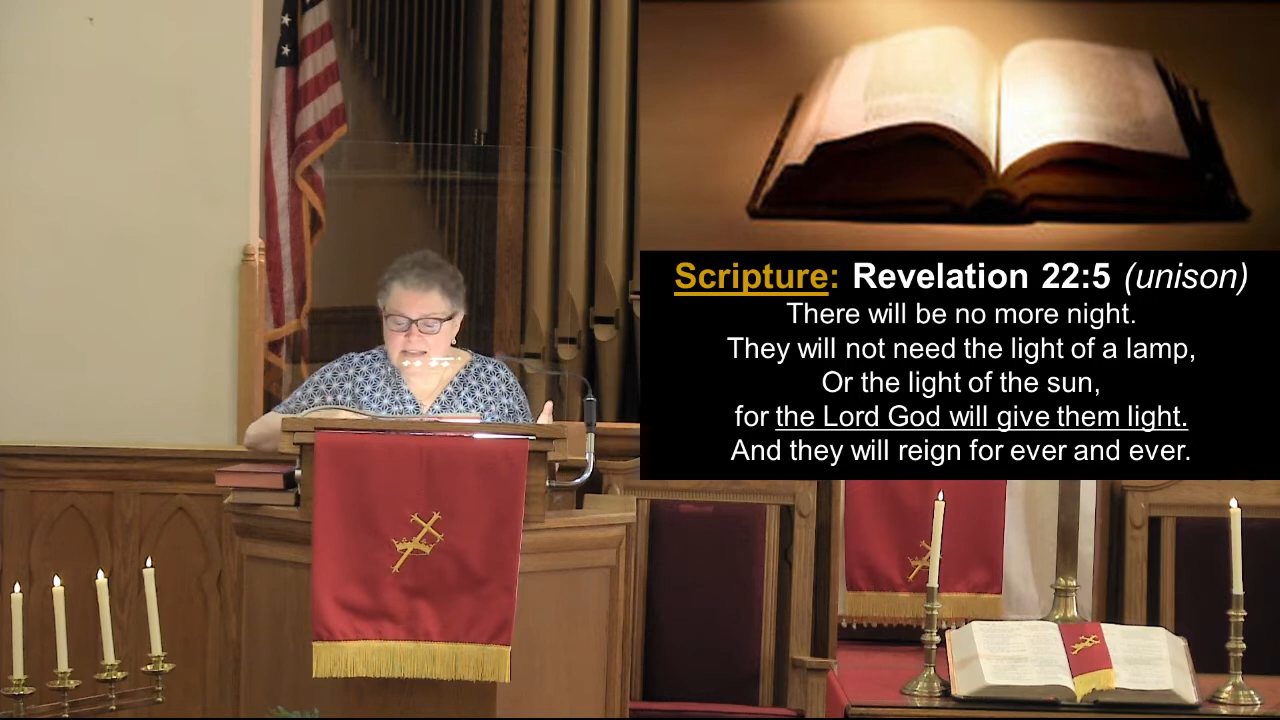 Scripture: Revelation 22:5 (unison)
There will be no more night.
They will not need the light of a lamp,
Or the light of the sun,
for the Lord God will give them light.
And they will reign for ever and ever.